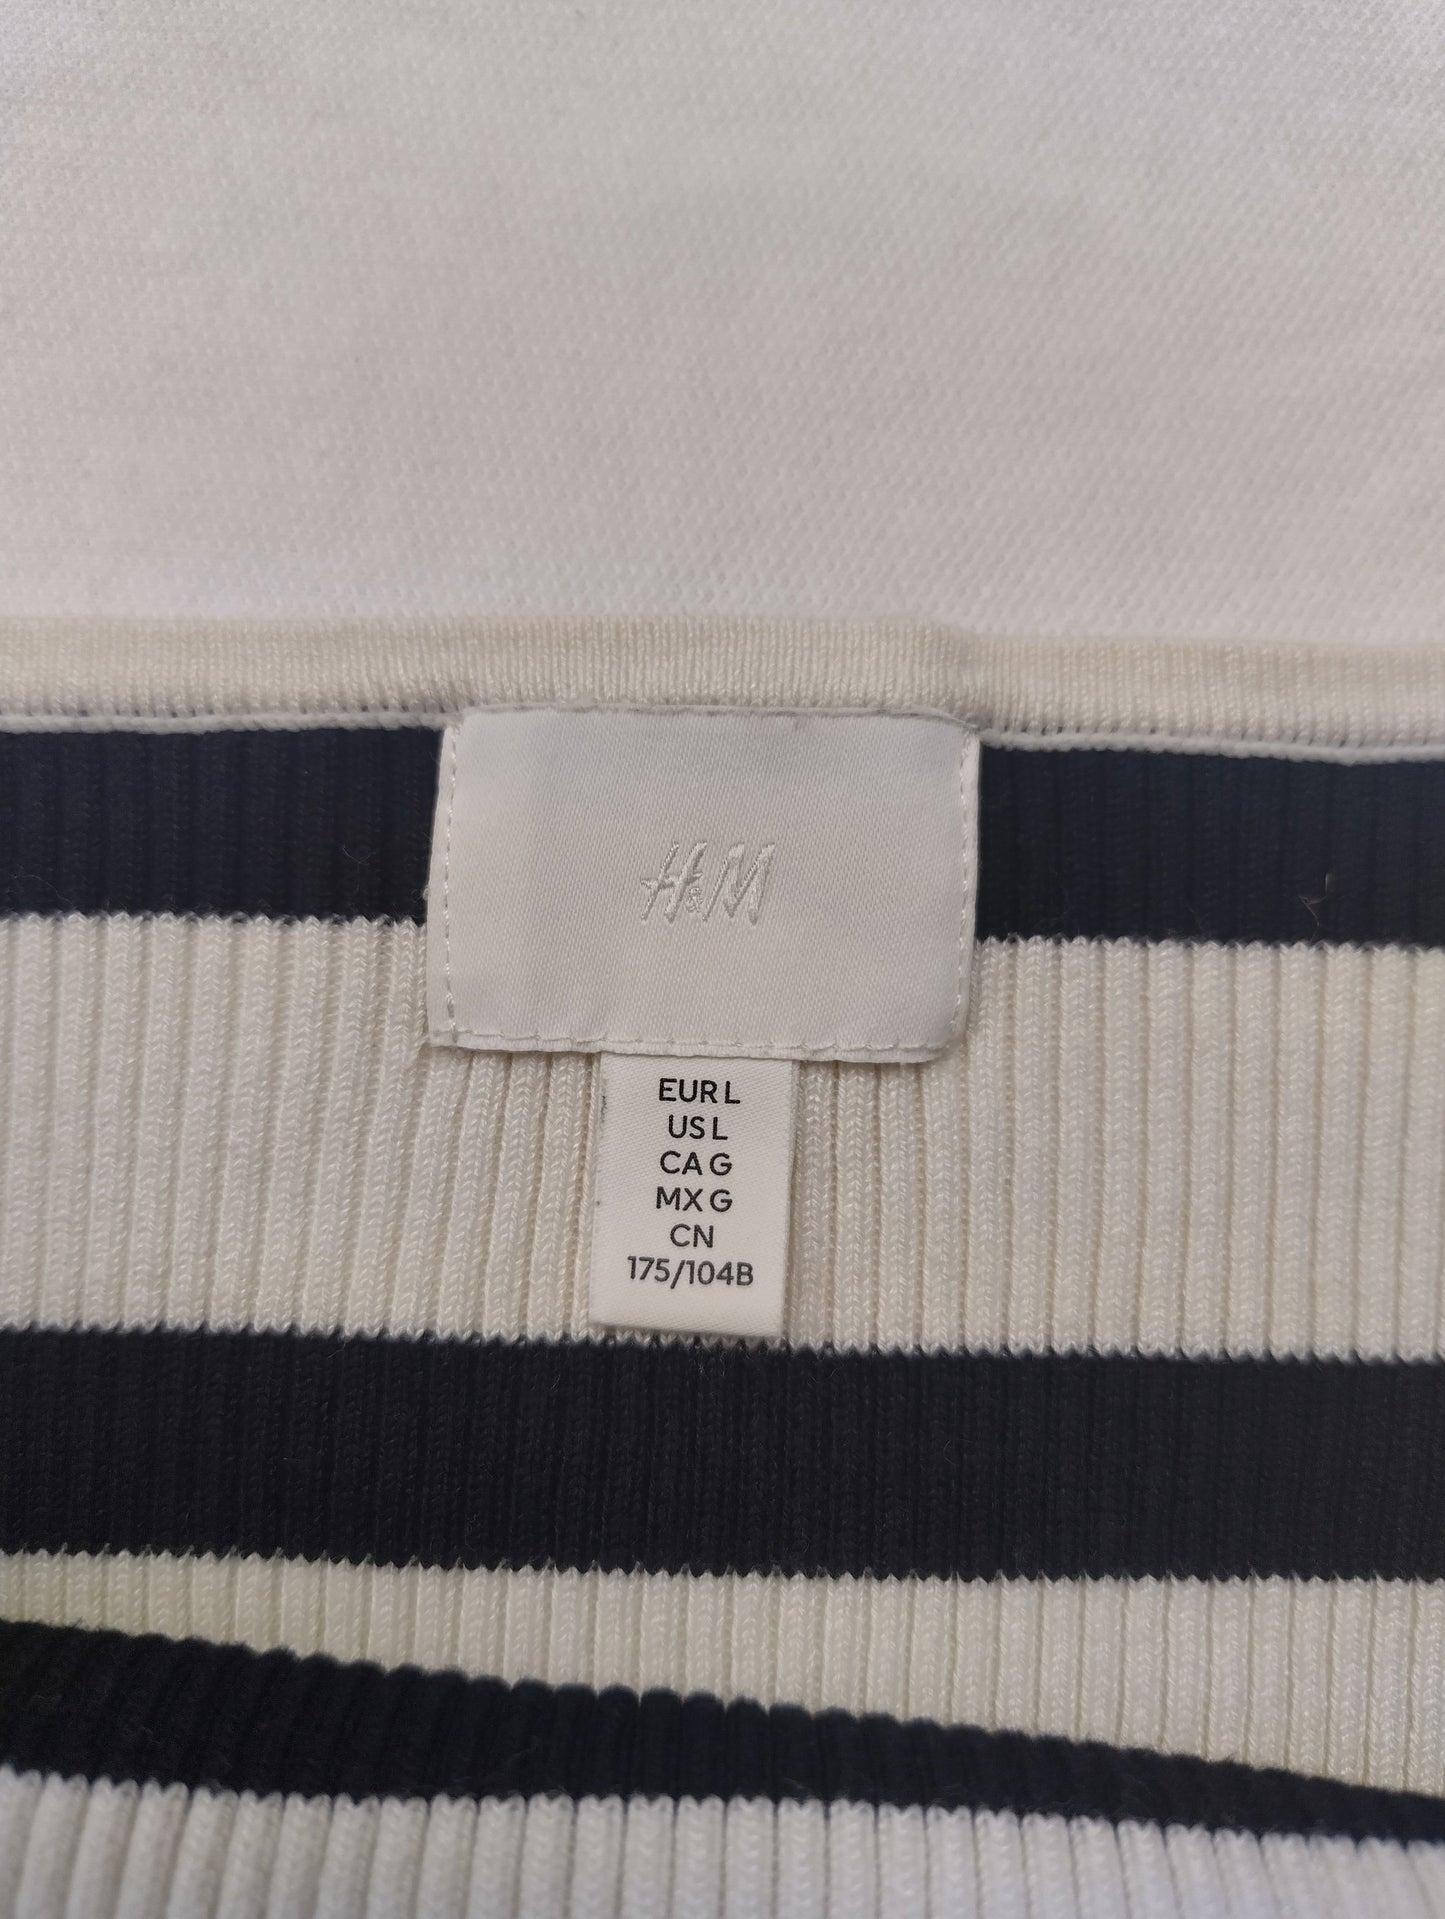 H&M
EUR L
US L
CA G
MX G
CN
175/104B